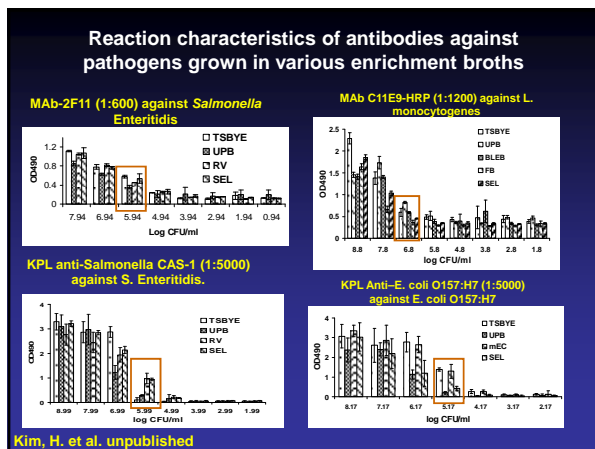 Reaction characteristics of antibodies against
pathogens grown in various enrichment broths
MAb-2F11 (1:600) against Salmonella
Enteritidis
TSBYE
UPB
RV
SEL
OD490
1.2
0.8
0.4
0
7.94 6.94 5.94 4.94 3.94 2.94 1.94 0.94
Log CFU/ml
MAb C11E9-HRP (1:1200) against L.
monocytogenes
TSBYE
UPB
BLEB
FB
SEL
OD490
2.5
2
1.5
1
0.5
0
8.8 7.8 6.8 5.8 4.8 3.8 2.8 1.8
Log CFU/ml
KPL anti-Salmonella CAS-1 (1:5000)
against S. Enteritidis.
TSBYE
UPB
RV
SEL
OD490
4
3
2
1
0
8.99 7.99 6.99 5.99 4.99 3.99 2.99 1.99
log CFU/ml
KPL Anti–E. coli O157:H7 (1:5000)
against E. coli O157:H7
TSBYE
UPB
mEC
SEL
OD490
4
3
2
1
0
8.17 7.17 6.17 5.17 4.17 3.17 2.17
log CFU/ml
Kim, H. et al. unpublished